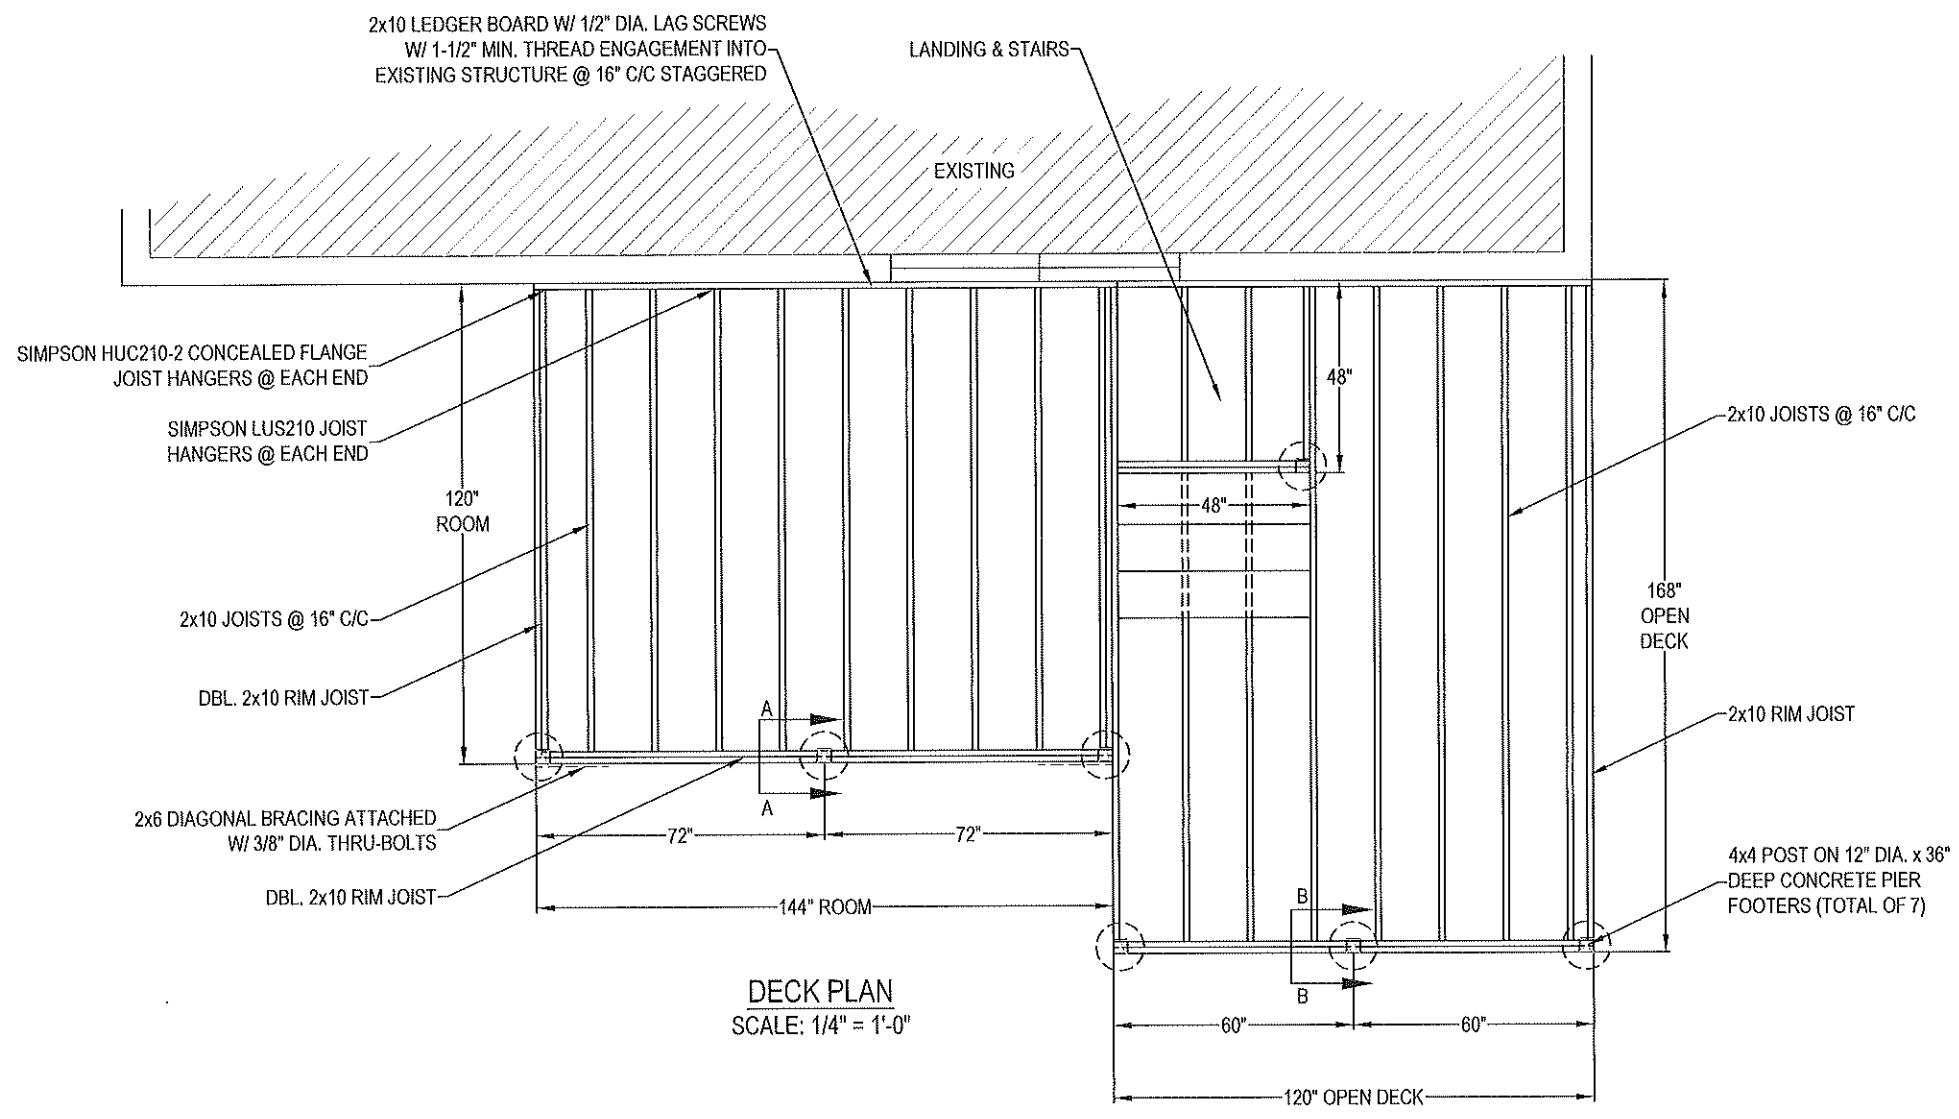 2x10 LEDGER BOARD W/ 1/2" DIA. LAG SCREWS
W/ 1-1/2" MIN. THREAD ENGAGEMENT INTO
EXISTING STRUCTURE @ 16" C/C STAGGERED
LANDING & STAIRS
EXISTING
SIMPSON HUC210-2 CONCEALED FLANGE
JOIST HANGERS @ EACH END
SIMPSON LUS210 JOIST
HANGERS @ EACH END
48"
2x10 JOISTS @ 16" C/C
120"
ROOM
48"
168"
OPEN
DECK
2x10 JOISTS @ 16" C/C
DBL. 2x10 RIM JOIST
A
A
2x10 RIM JOIST
2x6 DIAGONAL BRACING ATTACHED
W/ 3/8" DIA. THRU-BOLTS
72"
72"
DBL. 2x10 RIM JOIST
144" ROOM
4x4 POST ON 12" DIA. x 36"
DEEP CONCRETE PIER
FOOTERS (TOTAL OF 7)
B
B
DECK PLAN
SCALE: 1/4" = 1'-0"
60"
60"
120" OPEN DECK